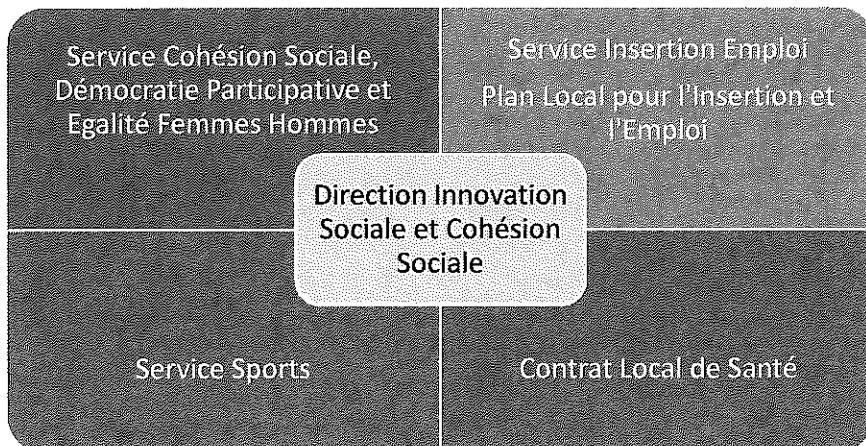 Service Cohésion Sociale,
Démocratie Participative et
Egalité Femmes Hommes
Service Insertion Emploi
Plan Local pour l'Insertion et
l'Emploi
Direction Innovation
Sociale et Cohésion
Sociale
Service Sports
Contrat Local de Santé